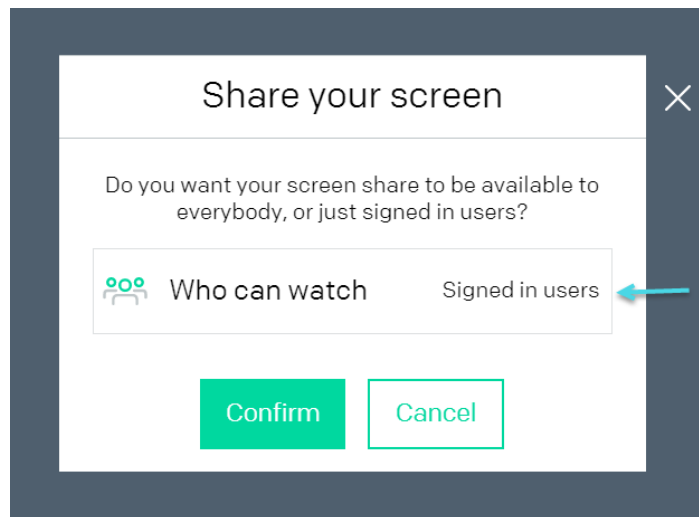 Share your screen
Do you want your screen share to be available to
everybody, or just signed in users?
Who can watch Signed in users
Confirm Cancel